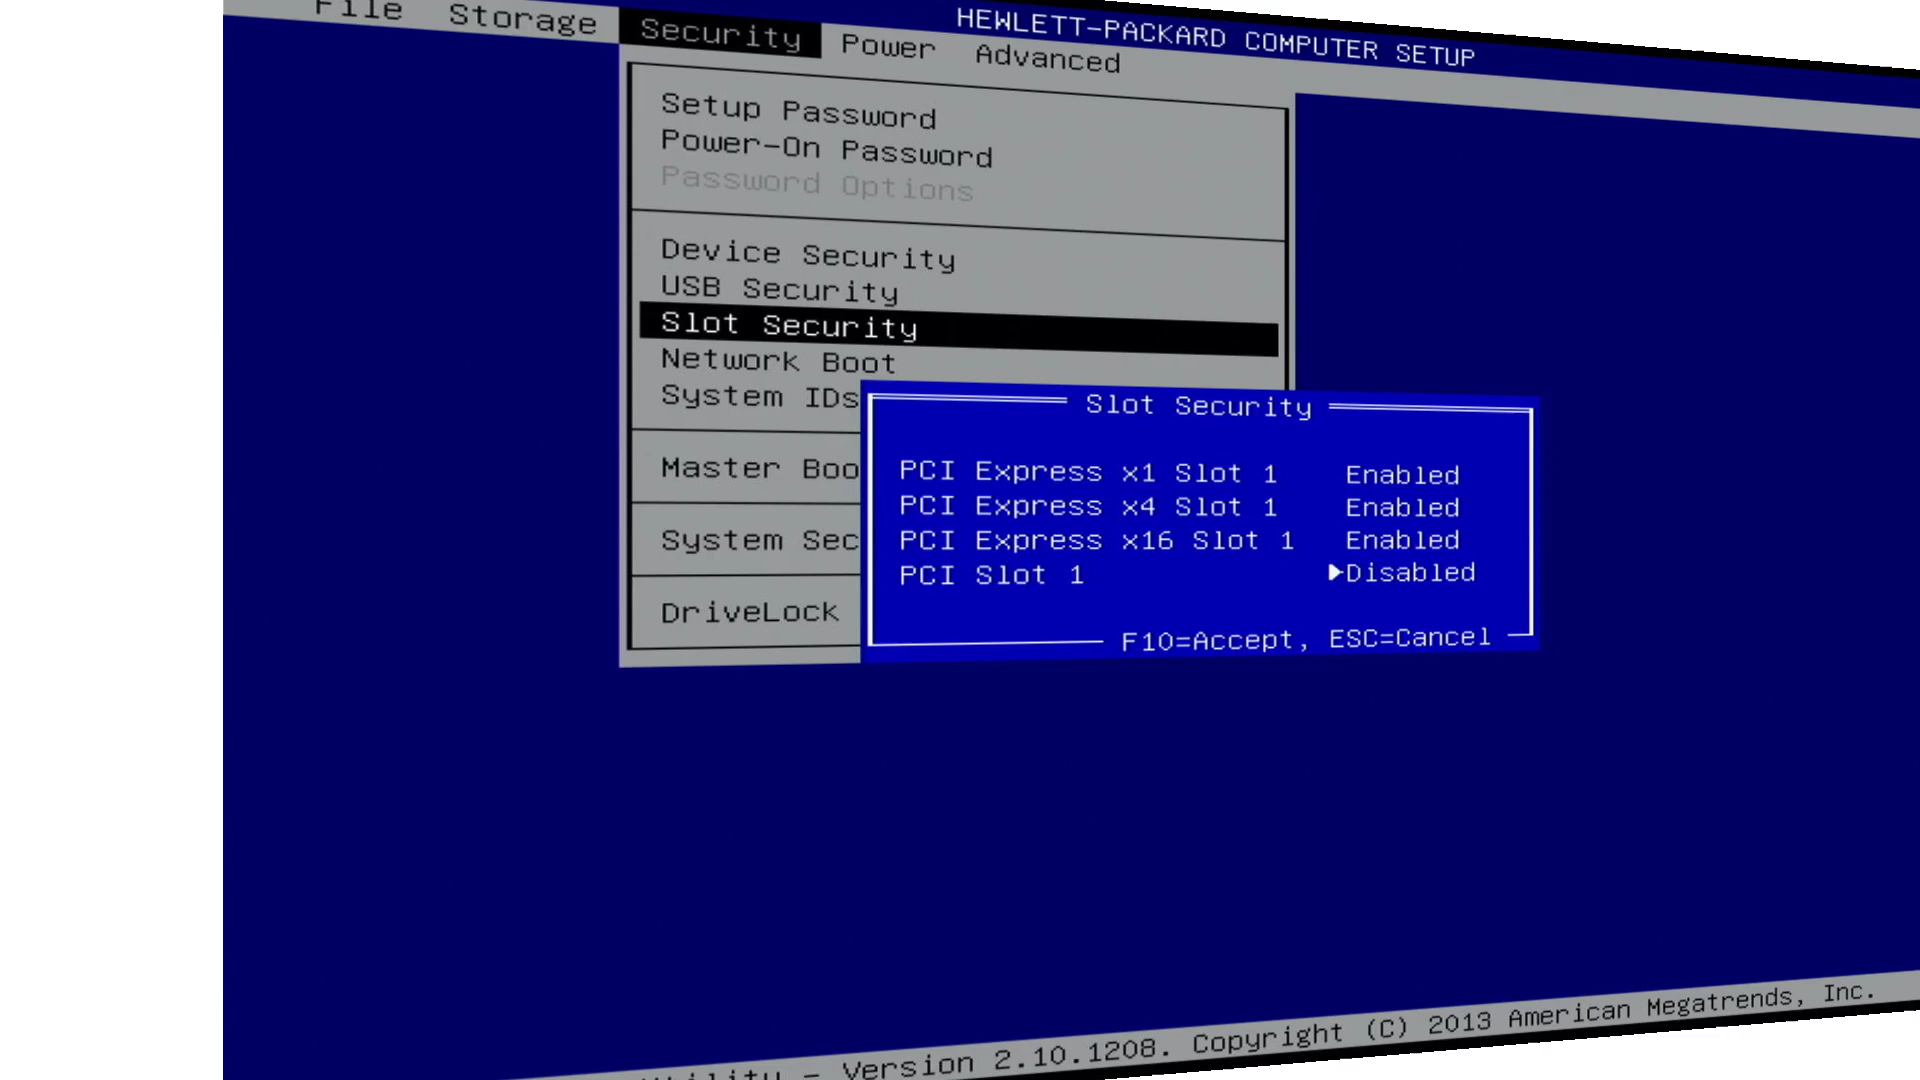 HEWLETT-PACKARD COMPUTER SETUP
File Storage Security Power Advanced
Setup Password
Power-On Password
Password Options
Device Security
USB Security
Slot Security
Network Boot
System IDs
Master Boo
System Sec
DriveLock
Slot Security
PCI Express x1 Slot 1 Enabled
PCI Express x4 Slot 1 Enabled
PCI Express x16 Slot 1 Enabled
PCI Slot 1 ▶Disabled
F10=Accept, ESC=Cancel
Utility - Version 2.10.1208. Copyright (C) 2013 American Megatrends, Inc.